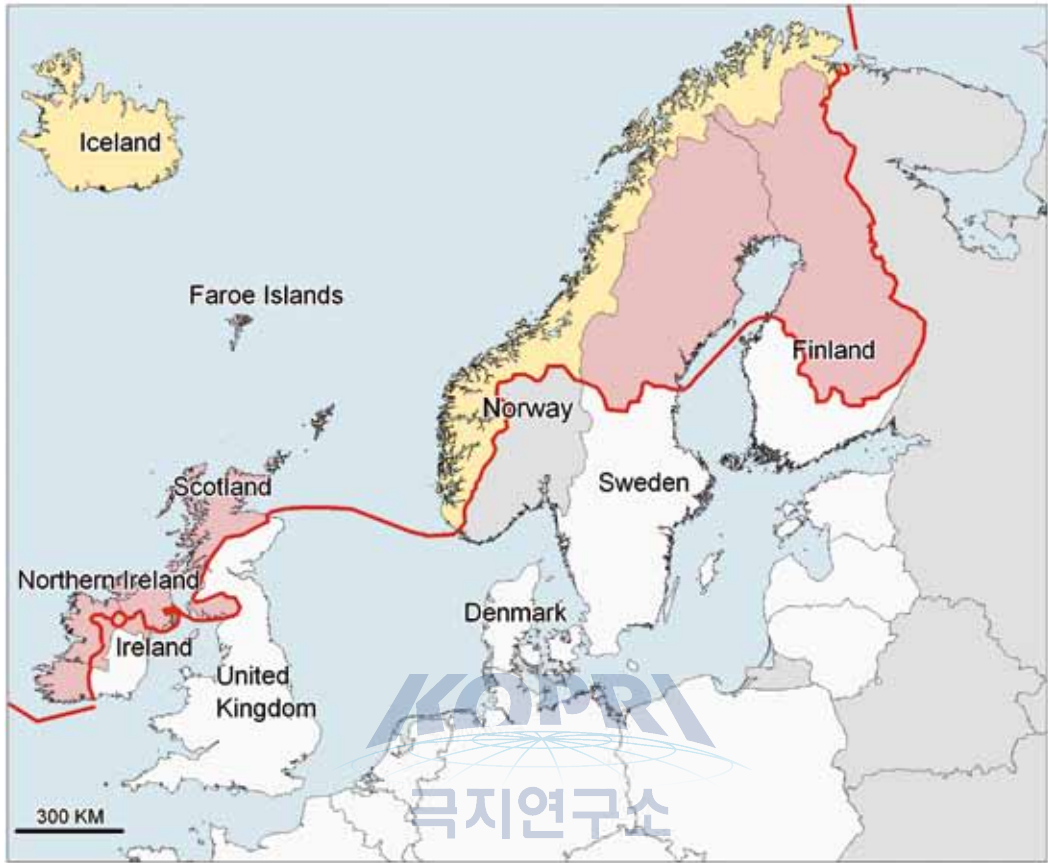 Iceland
Faroe Islands
Finland
Norway
Scotland
Sweden
Northern Ireland
Denmark
Ireland
United
Kingdom
KOPRI
극지연구소
300 KM